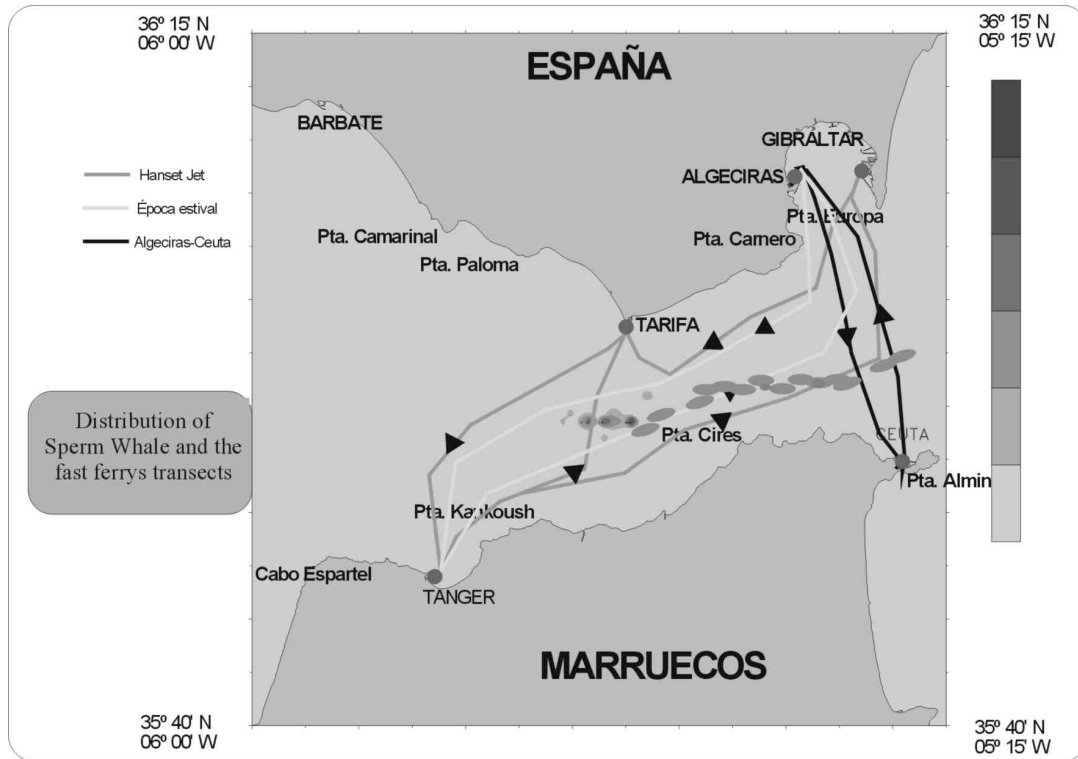 36º 15' N
06º 00' W
36º 15' N
05º 15' W
ESPAÑA
BARBATE
GIBRALTAR
Hanset Jet
Época estival
Algeciras-Ceuta
ALGECIRAS
Pta. Europa
Pta. Camarinal
Pta. Carnero
Pta. Paloma
TARIFA
Distribution of
Sperm Whale and the
fast ferrys transects
Pta. Cires
CEUTA
Pta. Almin
Pta. Kankoush
Cabo Espartel
TANGER
MARRUECOS
35º 40' N
06º 00' W
35º 40' N
05º 15' W